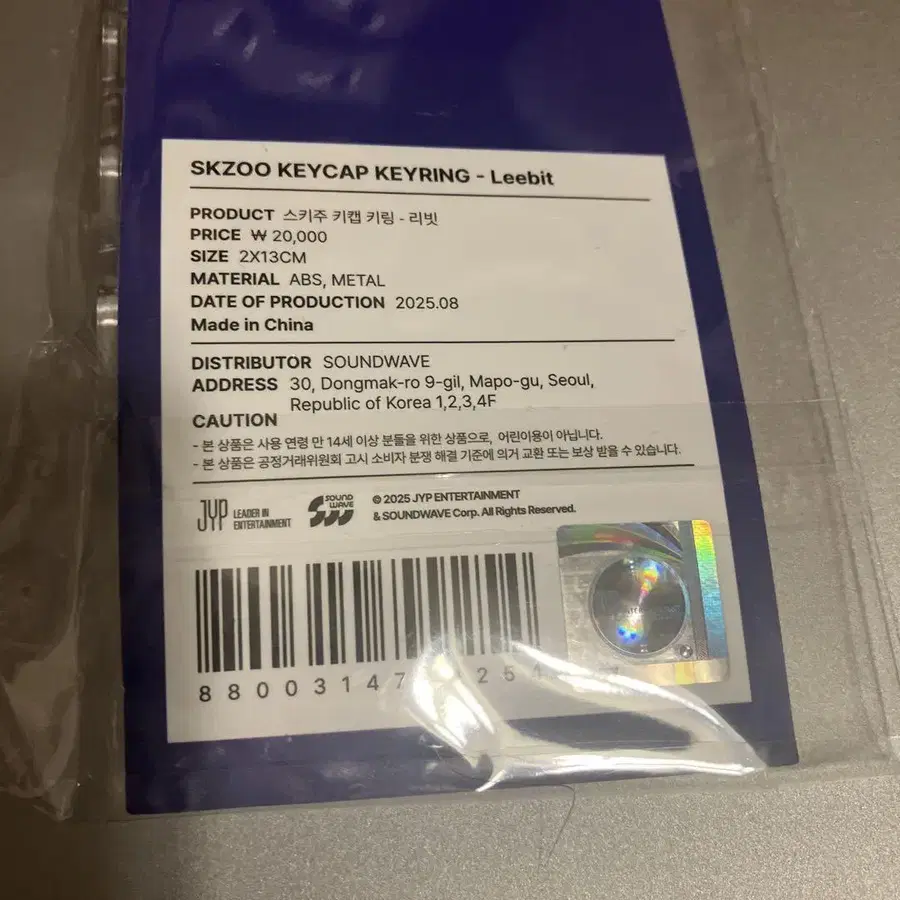 SKZOO KEYCAP KEYRING - Leebit
PRODUCT 스키주 키캡 키링 - 리빗
PRICE ₩ 20,000
SIZE 2X13CM
MATERIAL ABS, METAL
DATE OF PRODUCTION 2025.08
Made in China
DISTRIBUTOR SOUNDWAVE
ADDRESS 30, Dongmak-ro 9-gil, Mapo-gu, Seoul,
Republic of Korea 1,2,3,4F
CAUTION
- 본 상품은 사용 연령 만 14세 이상 분들을 위한 상품으로, 어린이용이 아닙니다.
- 본 상품은 공정거래위원회 고시 소비자 분쟁 해결 기준에 의거 교환 또는 보상 받을 수 있습니다.
JYP LEADER IN
ENTERTAINMENT
SOUND
WAVE
© 2025 JYP ENTERTAINMENT
& SOUNDWAVE Corp. All Rights Reserved.
88003147